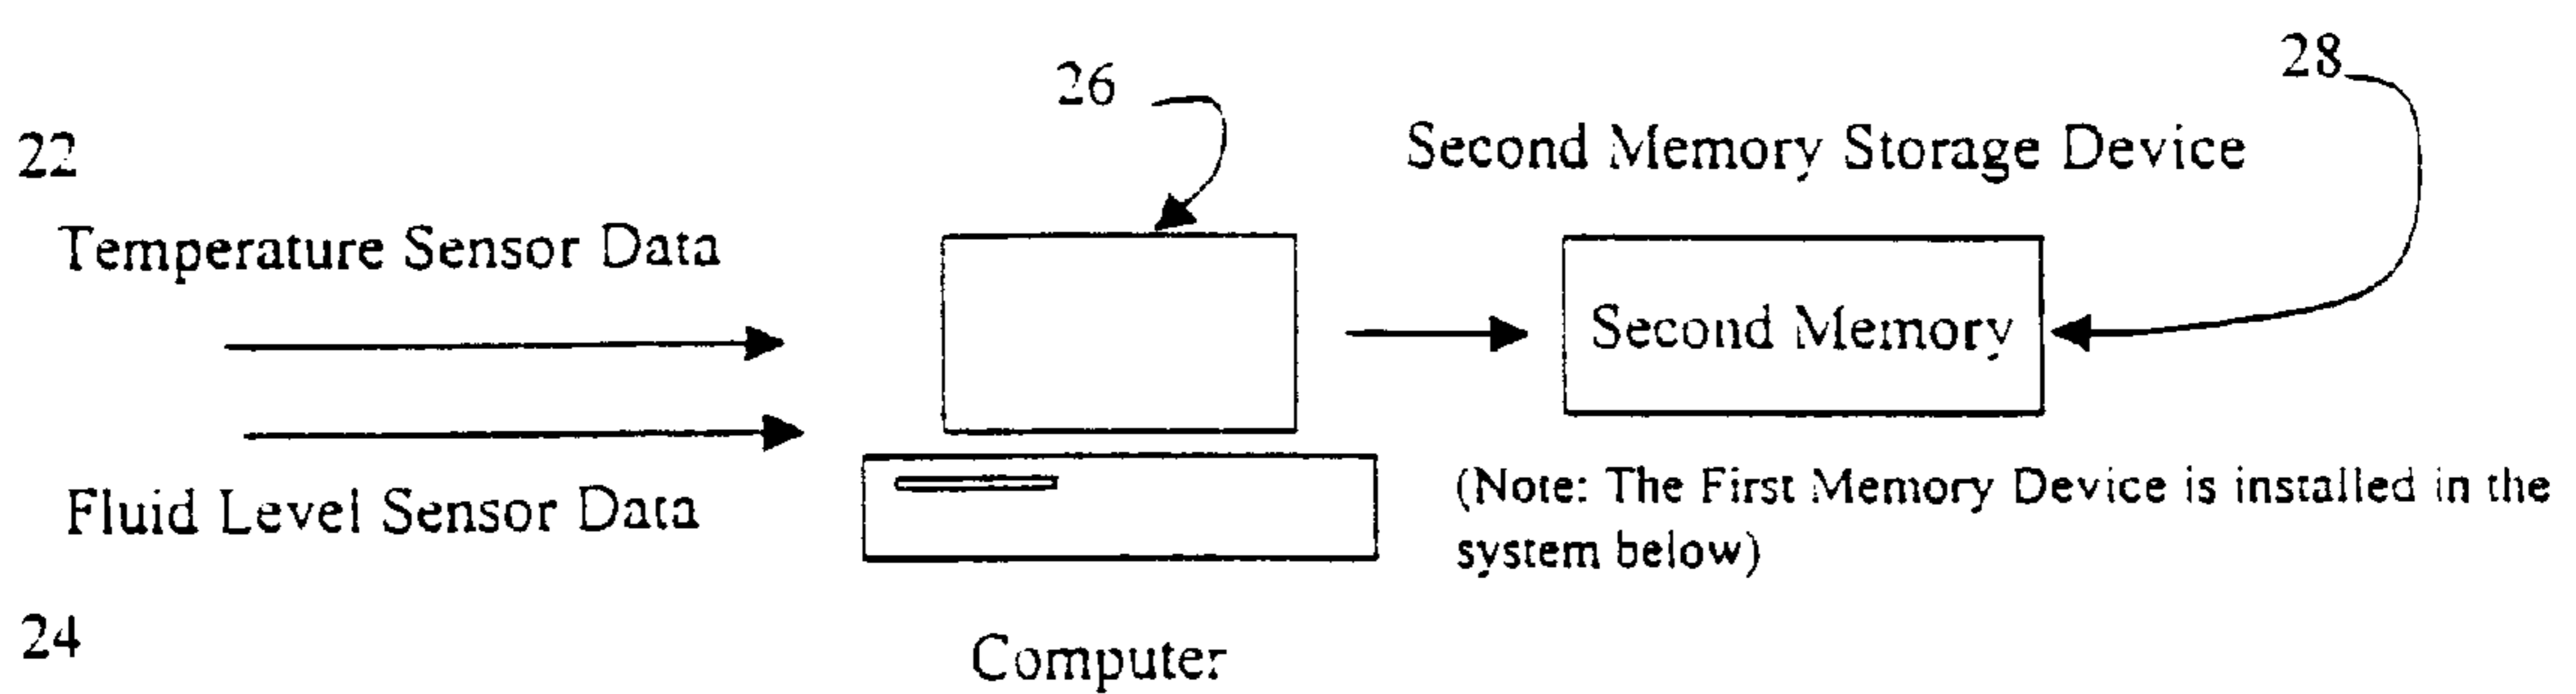 26
28
22
Second Memory Storage Device
Temperature Sensor Data
Second Memory
Fluid Level Sensor Data
(Note: The First Memory Device is installed in the
system below)
24
Computer